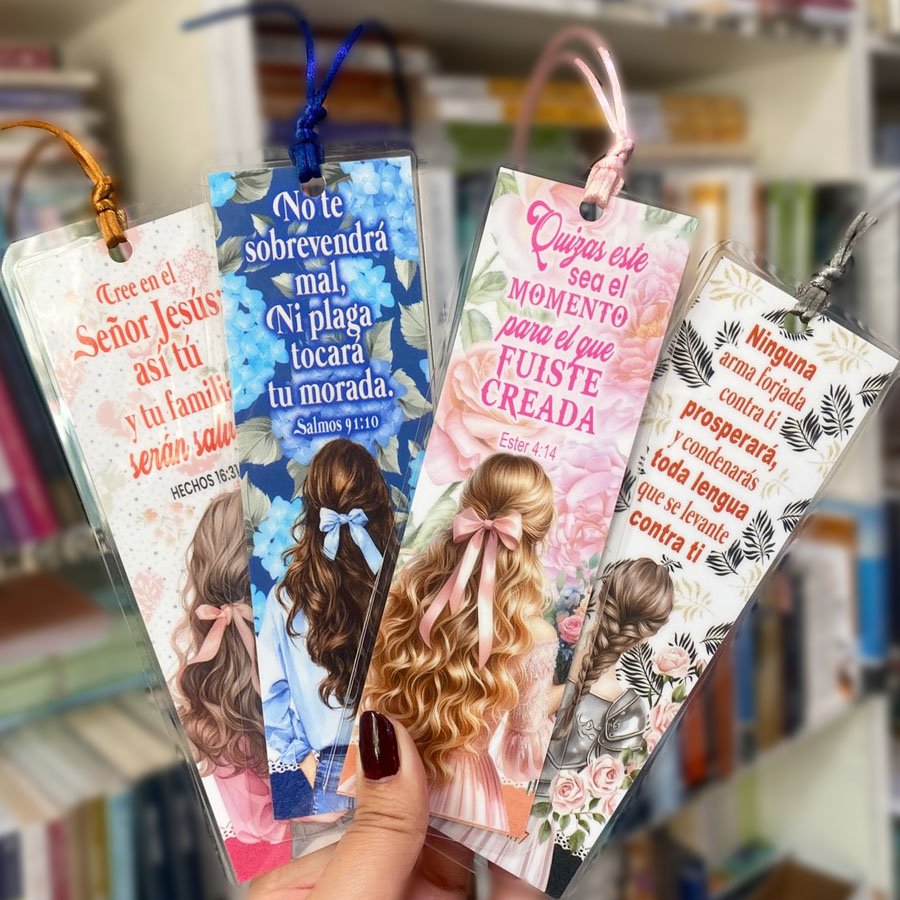 Cree en el
Señor Jesús;
así tú
y tu familia
serán
HECHOS 16:31
No te
sobrevendrá
mal,
Ni plaga
tocará
tu morada.
Salmos 91:10
Quizas este
sea el
MOMENTO
para el que
FUISTE
CREADA
Ester 4:14
Ninguna
arma forjada
contra ti
prosperará,
y condenarás
toda lengua
que se levante
contra ti